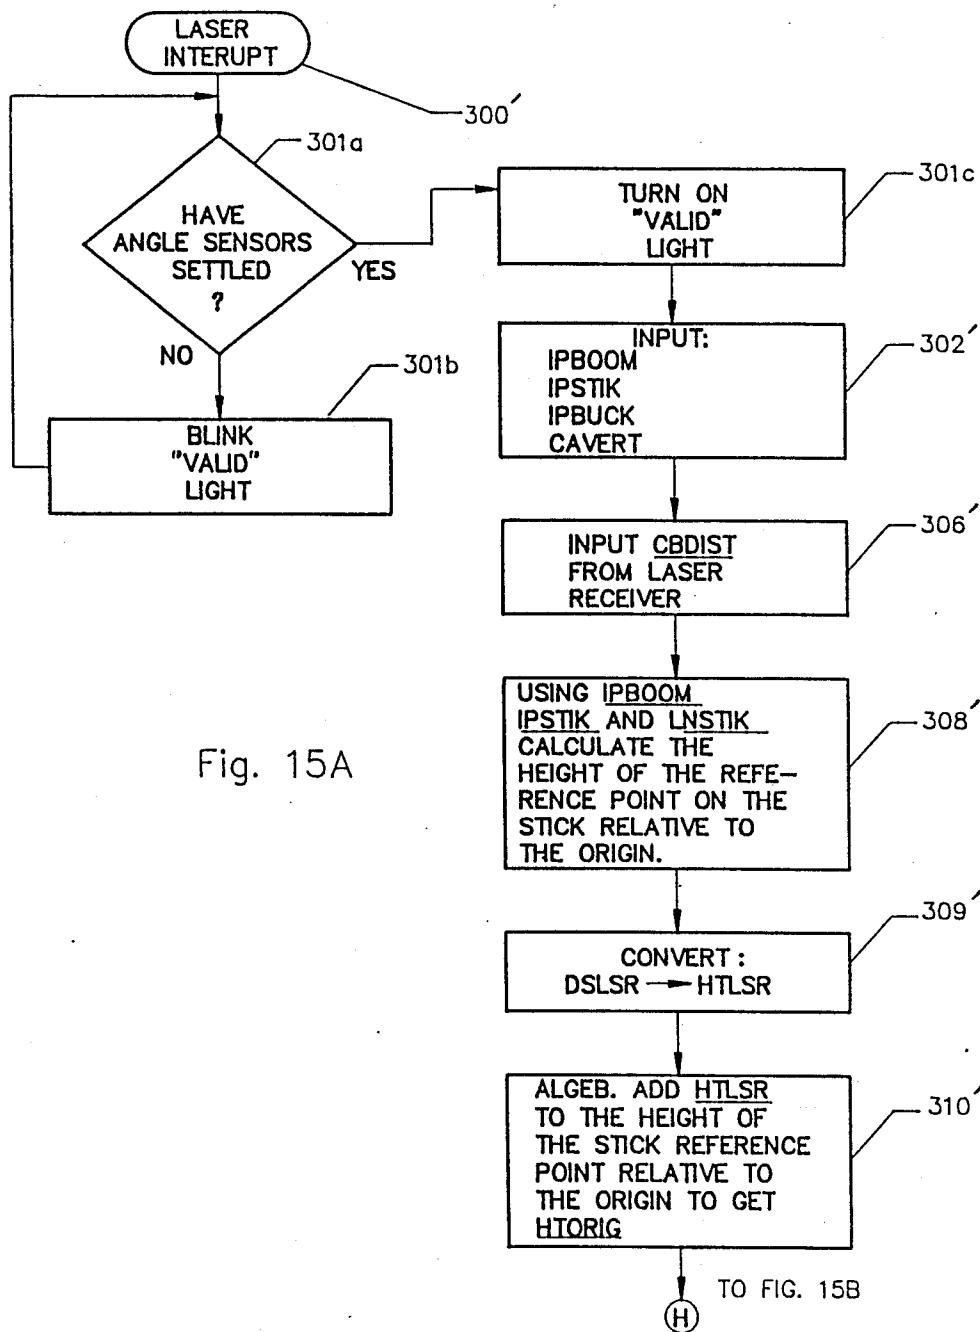 LASER
INTERUPT
300'
301a
HAVE
ANGLE SENSORS
SETTLED
?
YES
NO
301b
BLINK
"VALID"
LIGHT
TURN ON
"VALID"
LIGHT
301c
INPUT:
IPBOOM
IPSTIK
IPBUCK
CAVERT
302'
INPUT CBDIST
FROM LASER
RECEIVER
306'
USING IPBOOM
IPSTIK AND LNSTIK
CALCULATE THE
HEIGHT OF THE REFE-
RENCE POINT ON THE
STICK RELATIVE TO
THE ORIGIN.
308'
Fig. 15A
CONVERT:
DSLSR → HTLSR
309'
ALGEB. ADD HTLSR
TO THE HEIGHT OF
THE STICK REFERENCE
POINT RELATIVE TO
THE ORIGIN TO GET
HTORIG
310'
TO FIG. 15B
H